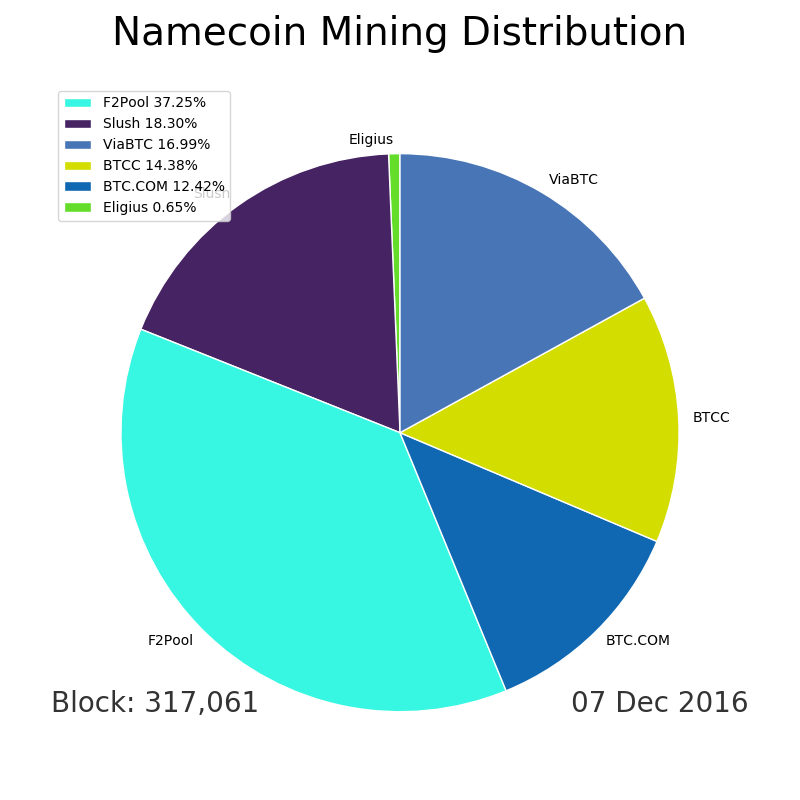 Namecoin Mining Distribution
F2Pool 37.25%
Slush 18.30%
ViaBTC 16.99%
BTCC 14.38%
BTC.COM 12.42%
Eligius 0.65%
Eligius
ViaBTC
Slush
BTCC
F2Pool
BTC.COM
Block: 317,061
07 Dec 2016